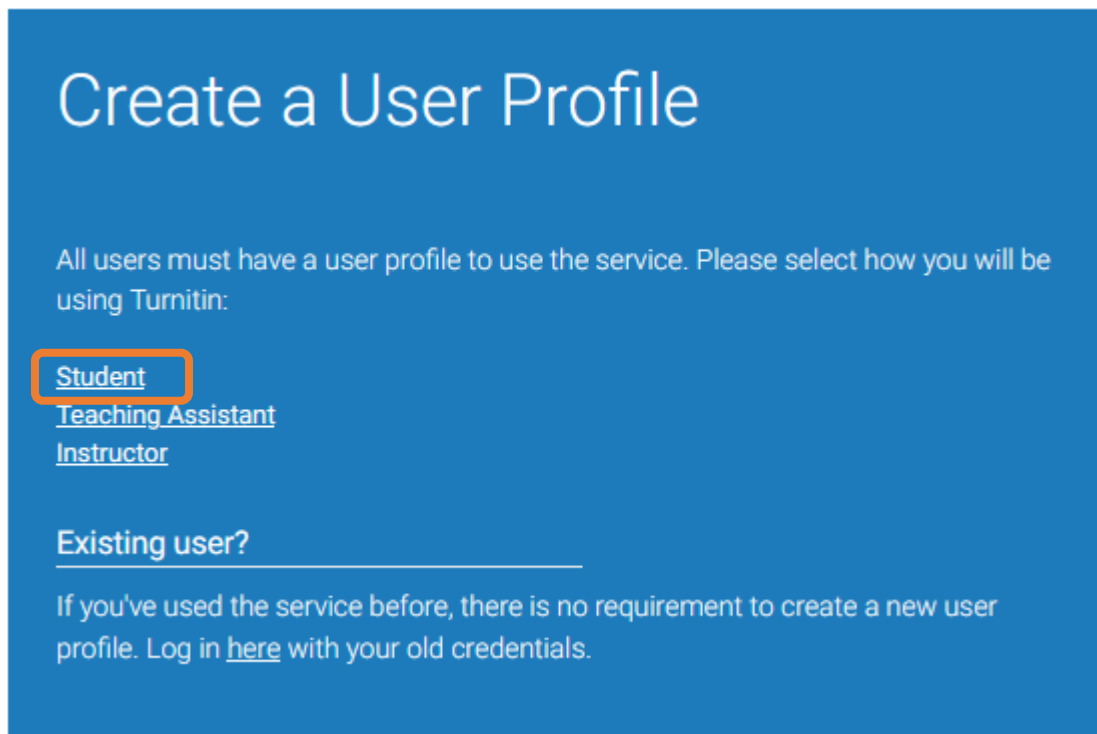 Create a User Profile
All users must have a user profile to use the service. Please select how you will be
using Turnitin:
Student
Teaching Assistant
Instructor
Existing user?
If you've used the service before, there is no requirement to create a new user
profile. Log in here with your old credentials.